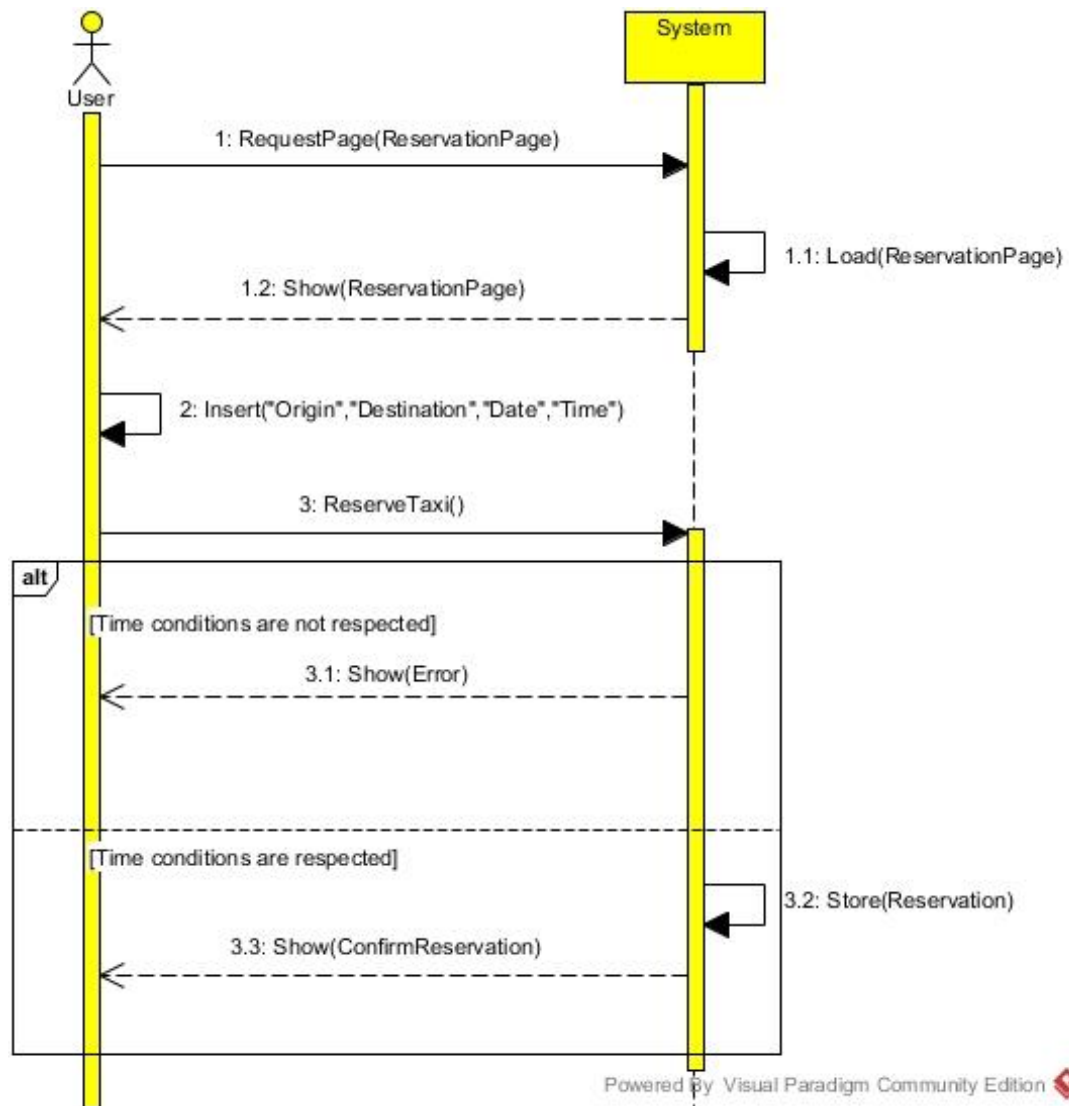 System
User
1: RequestPage(ReservationPage)
1.1: Load(ReservationPage)
1.2: Show(ReservationPage)
2: Insert("Origin","Destination","Date","Time")
3: ReserveTaxi()
alt
[Time conditions are not respected]
3.1: Show(Error)
[Time conditions are respected]
3.2: Store(Reservation)
3.3: Show(ConfirmReservation)
Powered By Visual Paradigm Community Edition